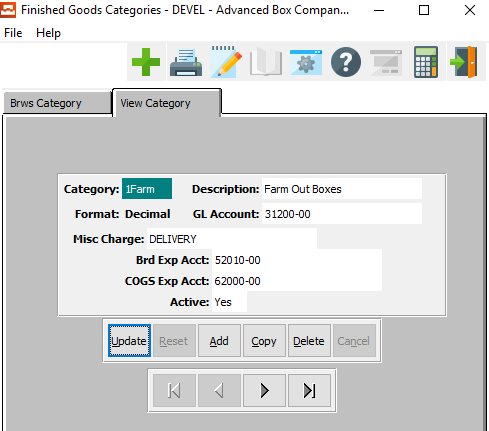 Finished Goods Categories - DEVEL - Advanced Box Compan...
File Help
Brws Category View Category
Category: 1Farm Description: Farm Out Boxes
Format: Decimal GL Account: 31200-00
Misc Charge: DELIVERY
Brd Exp Acct: 52010-00
COGS Exp Acct: 62000-00
Active: Yes
Update Reset Add Copy Delete Cancel